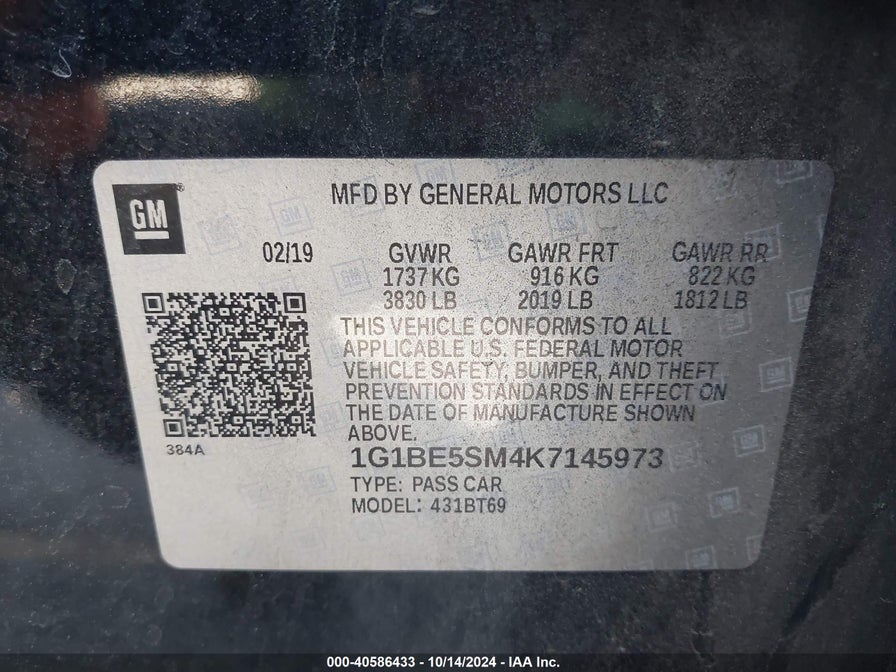 GM®
MFD BY GENERAL MOTORS LLC
02/19 GVWR GAWR FRT GAWR RR
1737 KG 916 KG 822 KG
3830 LB 2019 LB 1812 LB
THIS VEHICLE CONFORMS TO ALL
APPLICABLE U.S. FEDERAL MOTOR
VEHICLE SAFETY, BUMPER, AND THEFT
PREVENTION STANDARDS IN EFFECT ON
THE DATE OF MANUFACTURE SHOWN
ABOVE.
384A
1G1BE5SM4K7145973
TYPE: PASS CAR
MODEL: 431BT69
000-40586433 - 10/14/2024 - IAA Inc.